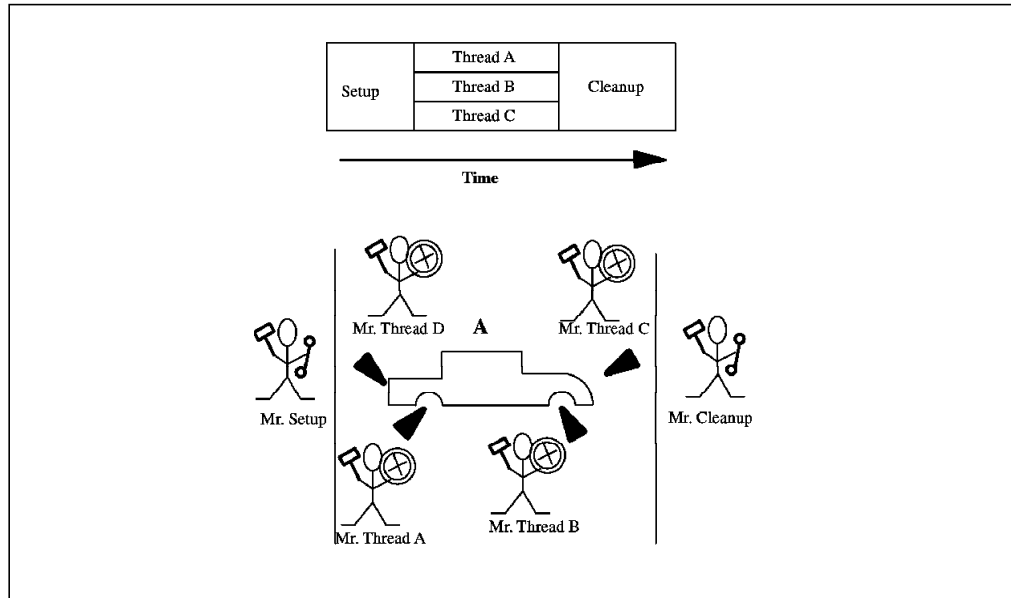 Thread A
Setup
Thread B
Cleanup
Thread C
Time
Mr. Thread D
A
Mr. Thread C
Mr. Setup
Mr. Cleanup
Mr. Thread A
Mr. Thread B